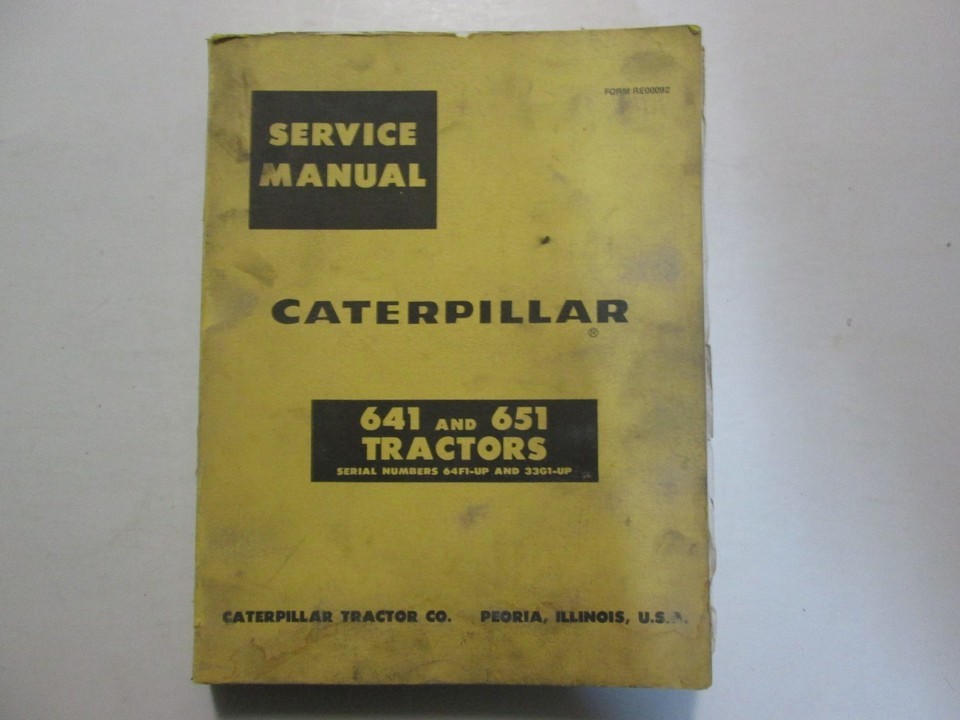 FORM RE00092
SERVICE
MANUAL
CATERPILLAR
®
641 AND 651
TRACTORS
SERIAL NUMBERS 64F1-UP AND 33G1-UP
CATERPILLAR TRACTOR CO. PEORIA, ILLINOIS, U.S.A.